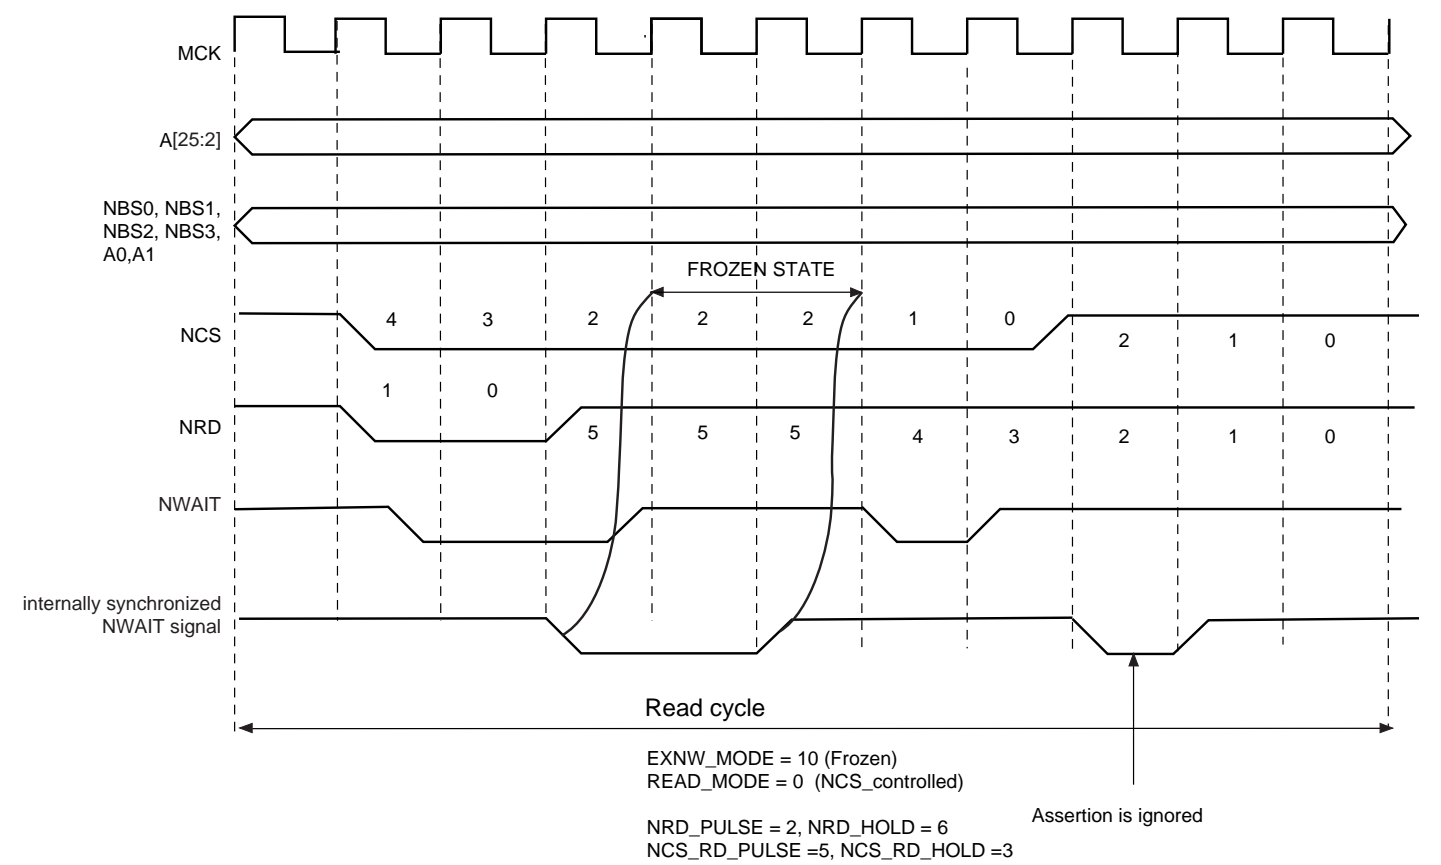 MCK
A[25:2]
NBS0, NBS1,
NBS2, NBS3,
A0,A1
FROZEN STATE
4 3 2 2 2 1 0
NCS
2 1 0
1 0
NRD
5 5 5 4 3 2 1 0
NWAIT
internally synchronized
NWAIT signal
Read cycle
EXNW_MODE = 10 (Frozen)
READ_MODE = 0 (NCS_controlled)
Assertion is ignored
NRD_PULSE = 2, NRD_HOLD = 6
NCS_RD_PULSE =5, NCS_RD_HOLD =3